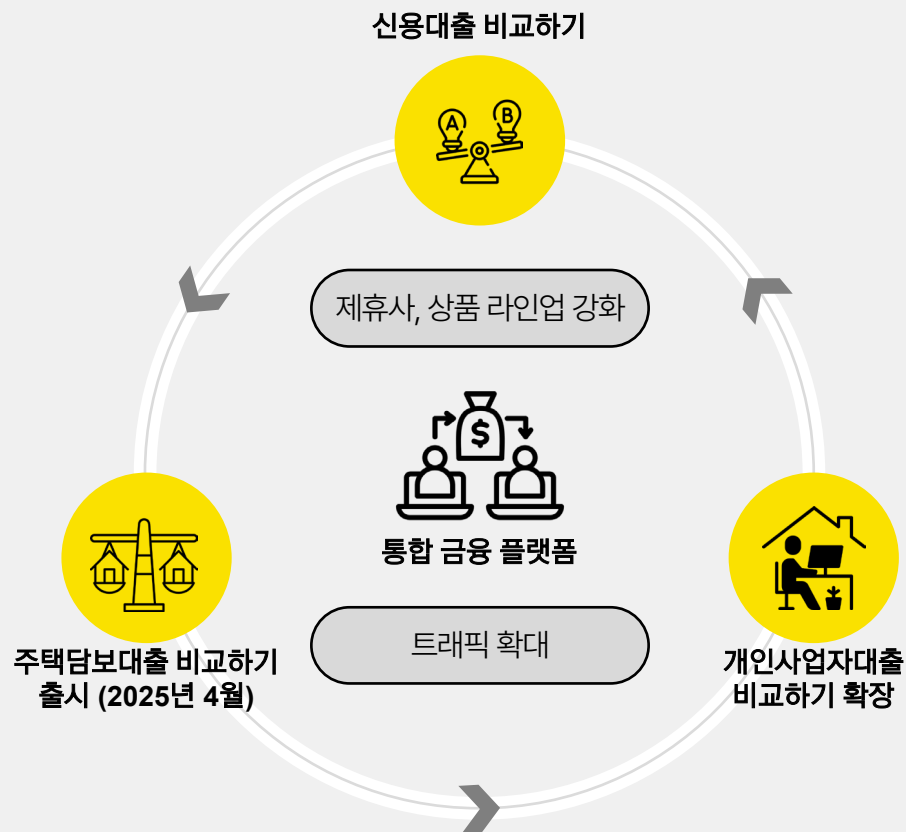 신용대출 비교하기
A
B
제휴사, 상품 라인업 강화
$
통합 금융 플랫폼
트래픽 확대
주택담보대출 비교하기
출시 (2025년 4월)
개인사업자대출
비교하기 확장